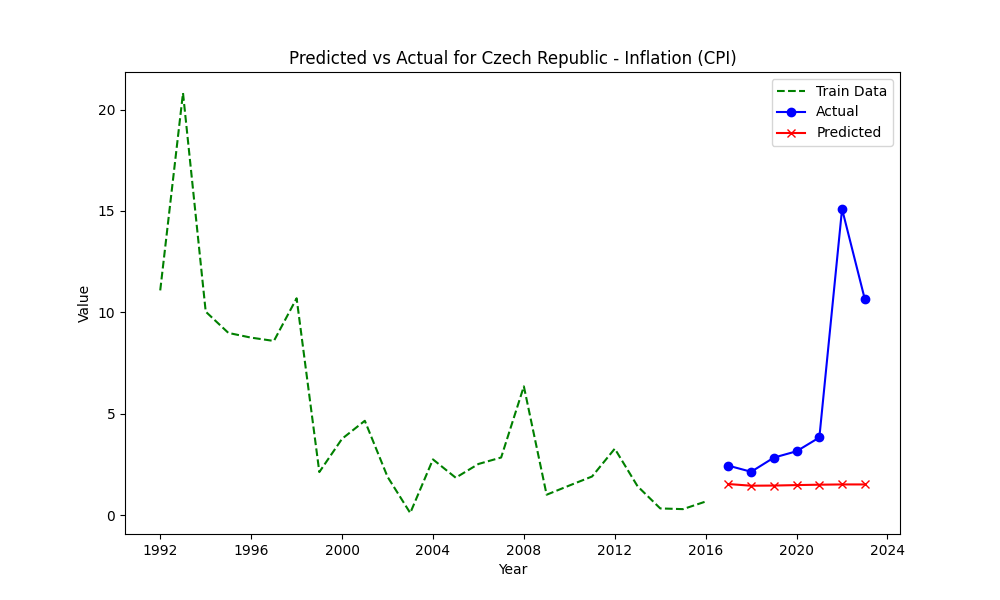 Predicted vs Actual for Czech Republic - Inflation (CPI)
Train Data
Actual
Predicted
20
15
10
5
0
Value
1992 1996 2000 2004 2008 2012 2016 2020 2024
Year